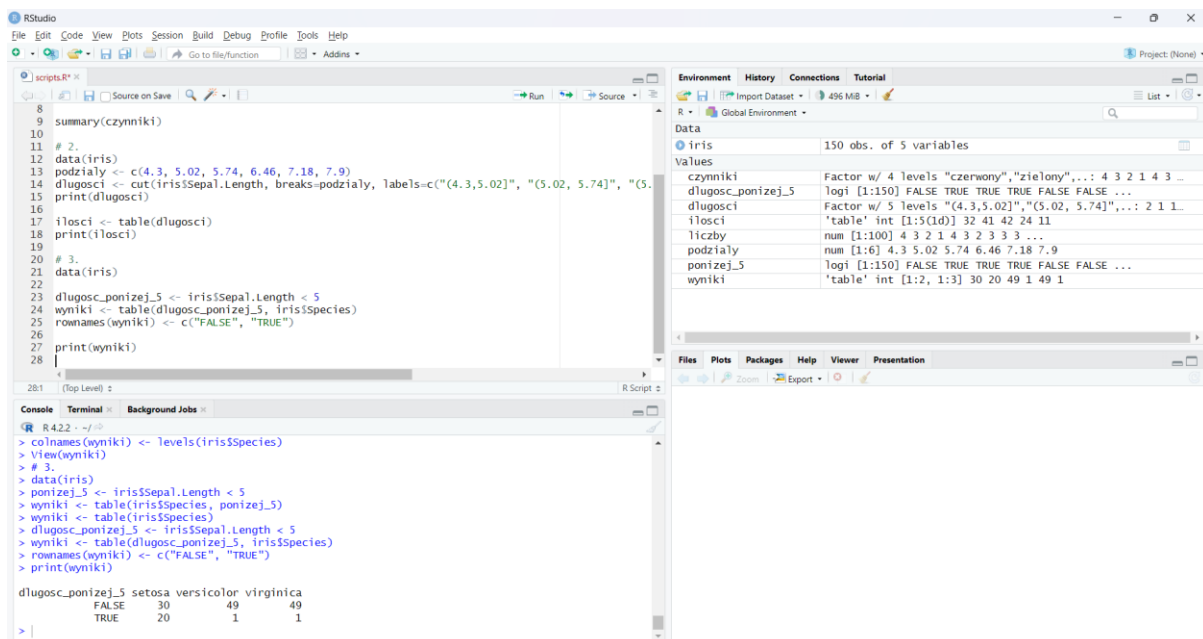 RStudio
File Edit Code View Plots Session Build Debug Profile Tools Help
Go to file/function Addins
Project: (None)
scripts.R*
Source on Save Run Source
8
9 summary(czynniki)
10
11 # 2.
12 data(iris)
13 podzialy <- c(4.3, 5.02, 5.74, 6.46, 7.18, 7.9)
14 dlugosci <- cut(iris$Sepal.Length, breaks=podzialy, labels=c("(4.3,5.02]", "(5.02, 5.74]", "(5.
15 print(dlugosci)
16
17 ilosci <- table(dlugosci)
18 print(ilosci)
19
20 # 3.
21 data(iris)
22
23 dlugosc_ponizej_5 <- iris$Sepal.Length < 5
24 wyniki <- table(dlugosc_ponizej_5, iris$Species)
25 rownames(wyniki) <- c("FALSE", "TRUE")
26
27 print(wyniki)
28
28:1 (Top Level) R Script
Console Terminal Background Jobs
R 4.2.2 · ~/
> colnames(wyniki) <- levels(iris$Species)
> View(wyniki)
> # 3.
> data(iris)
> ponizej_5 <- iris$Sepal.Length < 5
> wyniki <- table(iris$Species, ponizej_5)
> wyniki <- table(iris$Species)
> dlugosc_ponizej_5 <- iris$Sepal.Length < 5
> wyniki <- table(dlugosc_ponizej_5, iris$Species)
> rownames(wyniki) <- c("FALSE", "TRUE")
> print(wyniki)
dlugosc_ponizej_5 setosa versicolor virginica
FALSE 30 49 49
TRUE 20 1 1
>
Environment History Connections Tutorial
Import Dataset 496 MiB List
R Global Environment
Data
iris 150 obs. of 5 variables
Values
czynniki Factor w/ 4 levels "czerwony","zielony",..: 4 3 2 1 4 3 …
dlugosc_ponizej_5 logi [1:150] FALSE TRUE TRUE TRUE FALSE FALSE ...
dlugosci Factor w/ 5 levels "(4.3,5.02]","(5.02, 5.74]",..: 2 1 1…
ilosci 'table' int [1:5(1d)] 32 41 42 24 11
liczby num [1:100] 4 3 2 1 4 3 2 3 3 3 ...
podzialy num [1:6] 4.3 5.02 5.74 6.46 7.18 7.9
ponizej_5 logi [1:150] FALSE TRUE TRUE TRUE FALSE FALSE ...
wyniki 'table' int [1:2, 1:3] 30 20 49 1 49 1
Files Plots Packages Help Viewer Presentation
Zoom Export